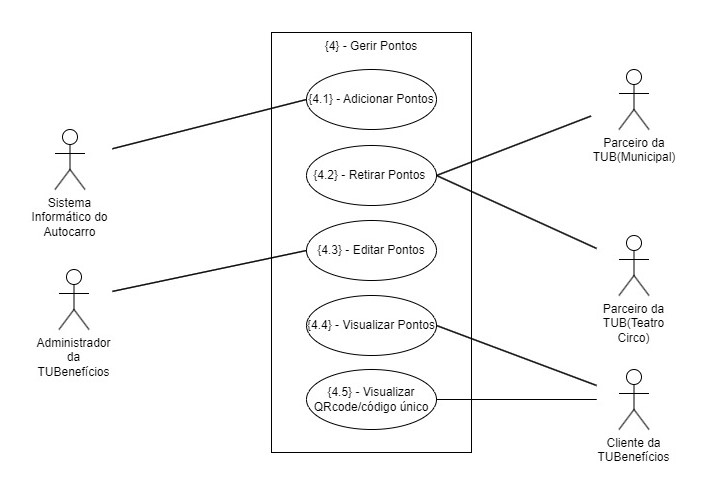 {4} - Gerir Pontos
{4.1} - Adicionar Pontos
{4.2} - Retirar Pontos
{4.3} - Editar Pontos
{4.4} - Visualizar Pontos
{4.5} - Visualizar
QRcode/código único
Sistema
Informático do
Autocarro
Administrador
da
TUBenefícios
Parceiro da
TUB(Municipal)
Parceiro da
TUB(Teatro
Circo)
Cliente da
TUBenefícios